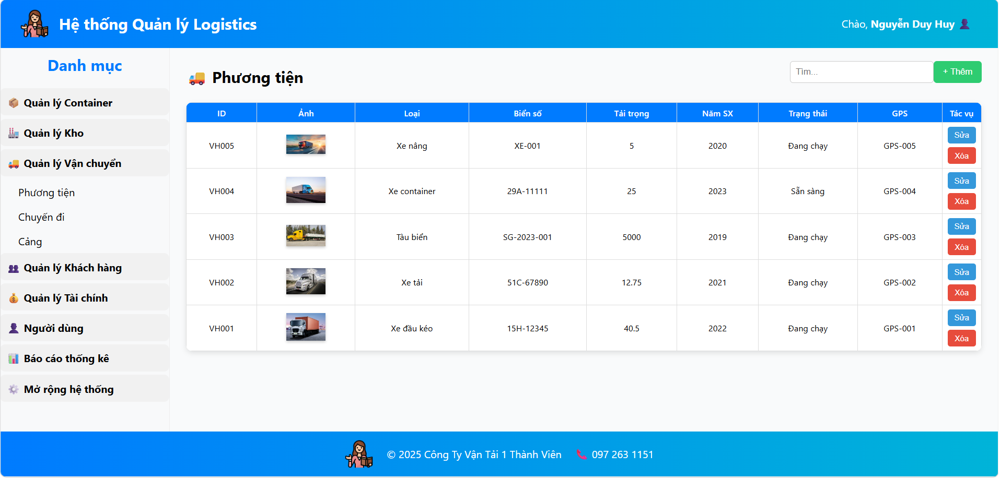 Hệ thống Quản lý Logistics
Chào, Nguyễn Duy Huy
Danh mục
Quản lý Container
Quản lý Kho
Quản lý Vận chuyển
Phương tiện
Chuyến đi
Cảng
Quản lý Khách hàng
Quản lý Tài chính
Người dùng
Báo cáo thống kê
Mở rộng hệ thống
Phương tiện
Tìm...
+ Thêm
ID Ảnh Loại Biển số Tải trọng Năm SX Trạng thái GPS Tác vụ
VH005 Xe nâng XE-001 5 2020 Đang chạy GPS-005 Sửa
Xóa
VH004 Xe container 29A-11111 25 2023 Sẵn sàng GPS-004 Sửa
Xóa
VH003 Tàu biển SG-2023-001 5000 2019 Đang chạy GPS-003 Sửa
Xóa
VH002 Xe tải 51C-67890 12.75 2021 Đang chạy GPS-002 Sửa
Xóa
VH001 Xe đầu kéo 15H-12345 40.5 2022 Đang chạy GPS-001 Sửa
Xóa
© 2025 Công Ty Vận Tải 1 Thành Viên 097 263 1151